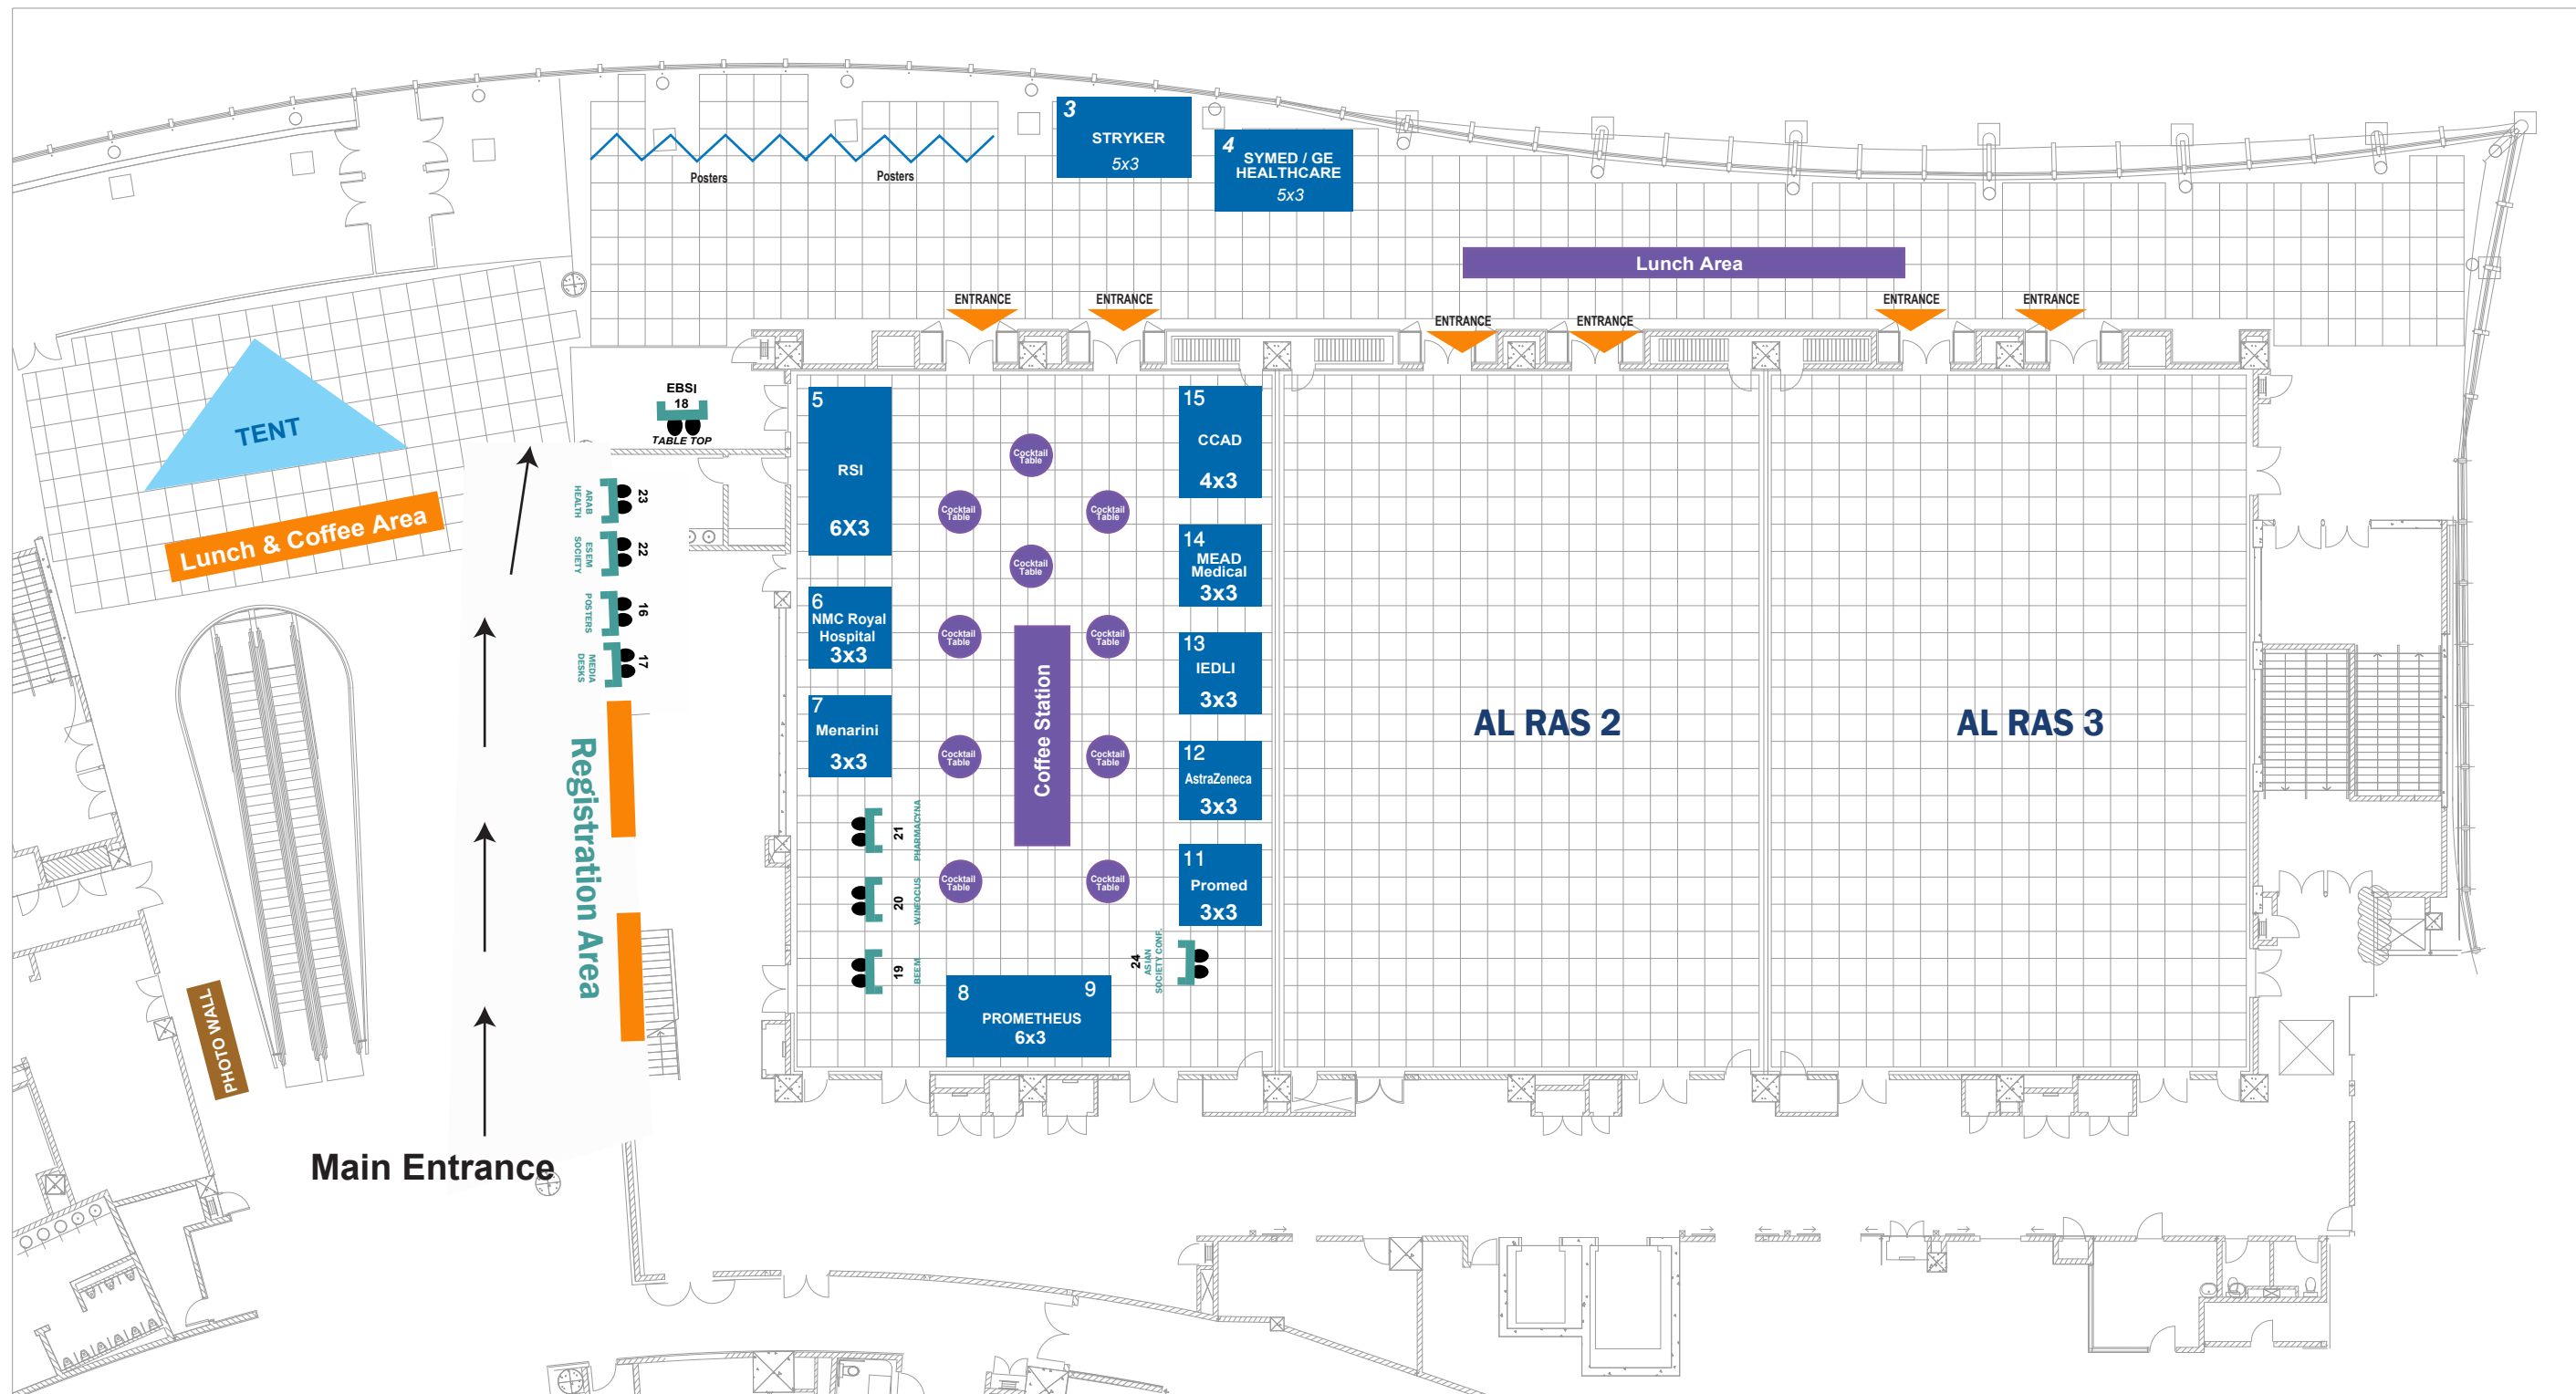 3
STRYKER
5x3
4
SYMED / GE
HEALTHCARE
5x3
Posters
Posters
Lunch Area
ENTRANCE
ENTRANCE
ENTRANCE
ENTRANCE
ENTRANCE
ENTRANCE
TENT
Lunch & Coffee Area
EBSI
18
TABLE TOP
23
ARAB
HEALTH
22
ESEM
SOCIETY
16
POSTERS
17
MEDIA
DESKS
Registration Area
PHOTO WALL
Main Entrance
5
RSI
6X3
6
NMC Royal
Hospital
3x3
7
Menarini
3x3
21
PHARMACYNA
20
WINFOCUS
19
BEEM
8
9
PROMETHEUS
6x3
Cocktail
Table
Cocktail
Table
Cocktail
Table
Cocktail
Table
Cocktail
Table
Cocktail
Table
Cocktail
Table
Cocktail
Table
Cocktail
Table
Cocktail
Table
Coffee Station
15
CCAD
4x3
14
MEAD
Medical
3x3
13
IEDLI
3x3
12
AstraZeneca
3x3
11
Promed
3x3
24
ASIAN
SOCIETY CONF.
AL RAS 2
AL RAS 3